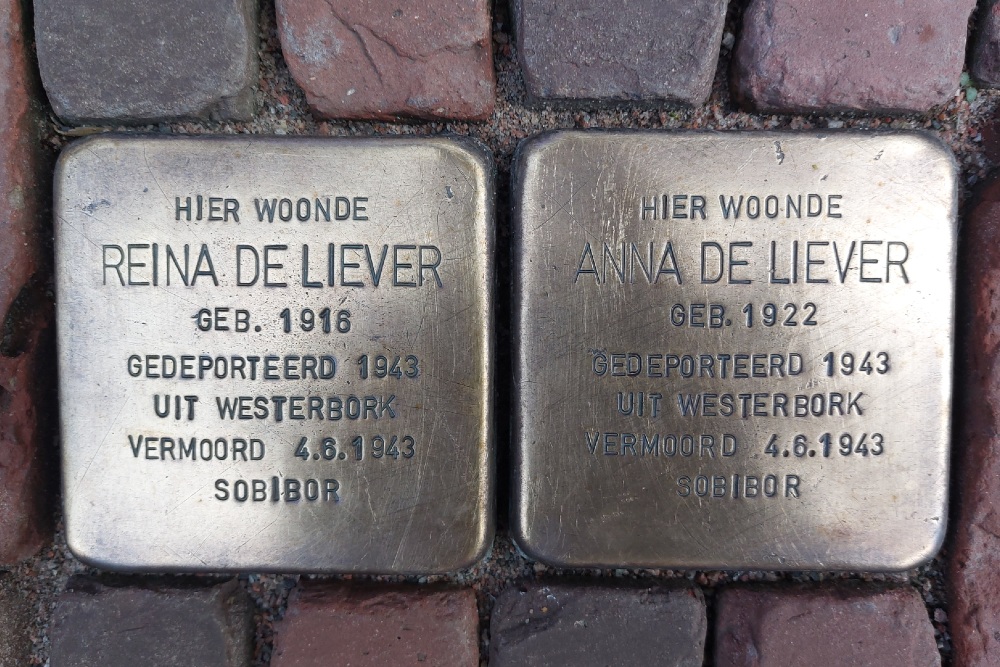 HIER WOONDE
REINA DE LIEVER
GEB. 1916
GEDEPORTEERD 1943
UIT WESTERBORK
VERMOORD 4.6.1943
SOBIBOR
HIER WOONDE
ANNA DE LIEVER
GEB. 1922
GEDEPORTEERD 1943
UIT WESTERBORK
VERMOORD 4.6.1943
SOBIBOR